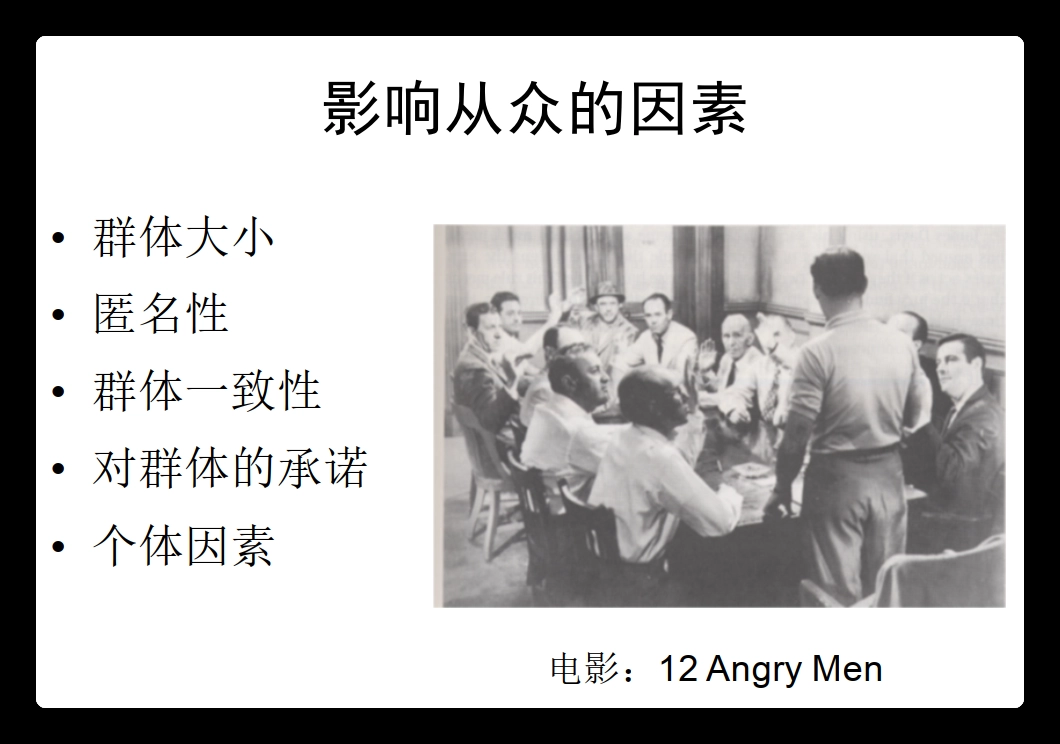 影响从众的因素
• 群体大小
• 匿名性
• 群体一致性
• 对群体的承诺
• 个体因素
电影：12 Angry Men